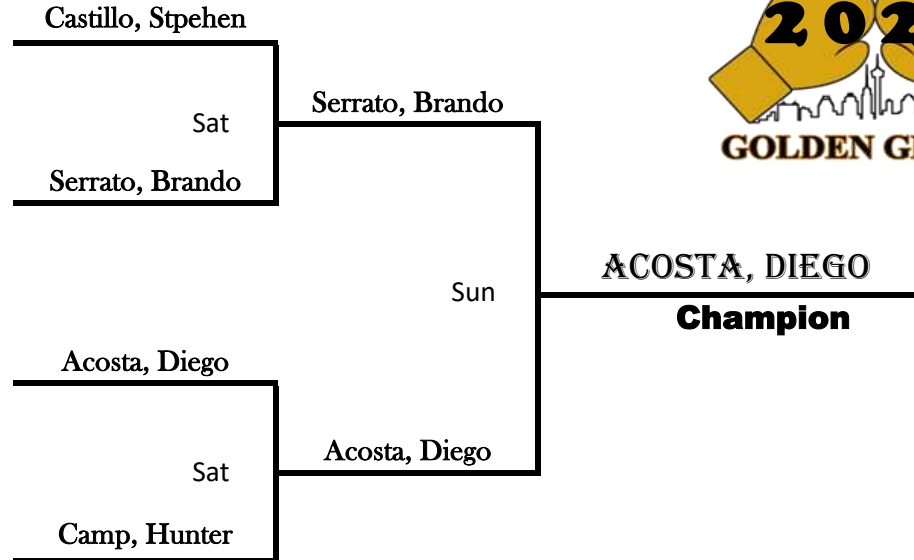 Castillo, Stpehen
Sat
Serrato, Brando
Serrato, Brando
Sun
Acosta, Diego
Champion
Acosta, Diego
Sat
Acosta, Diego
Camp, Hunter
GOLDEN